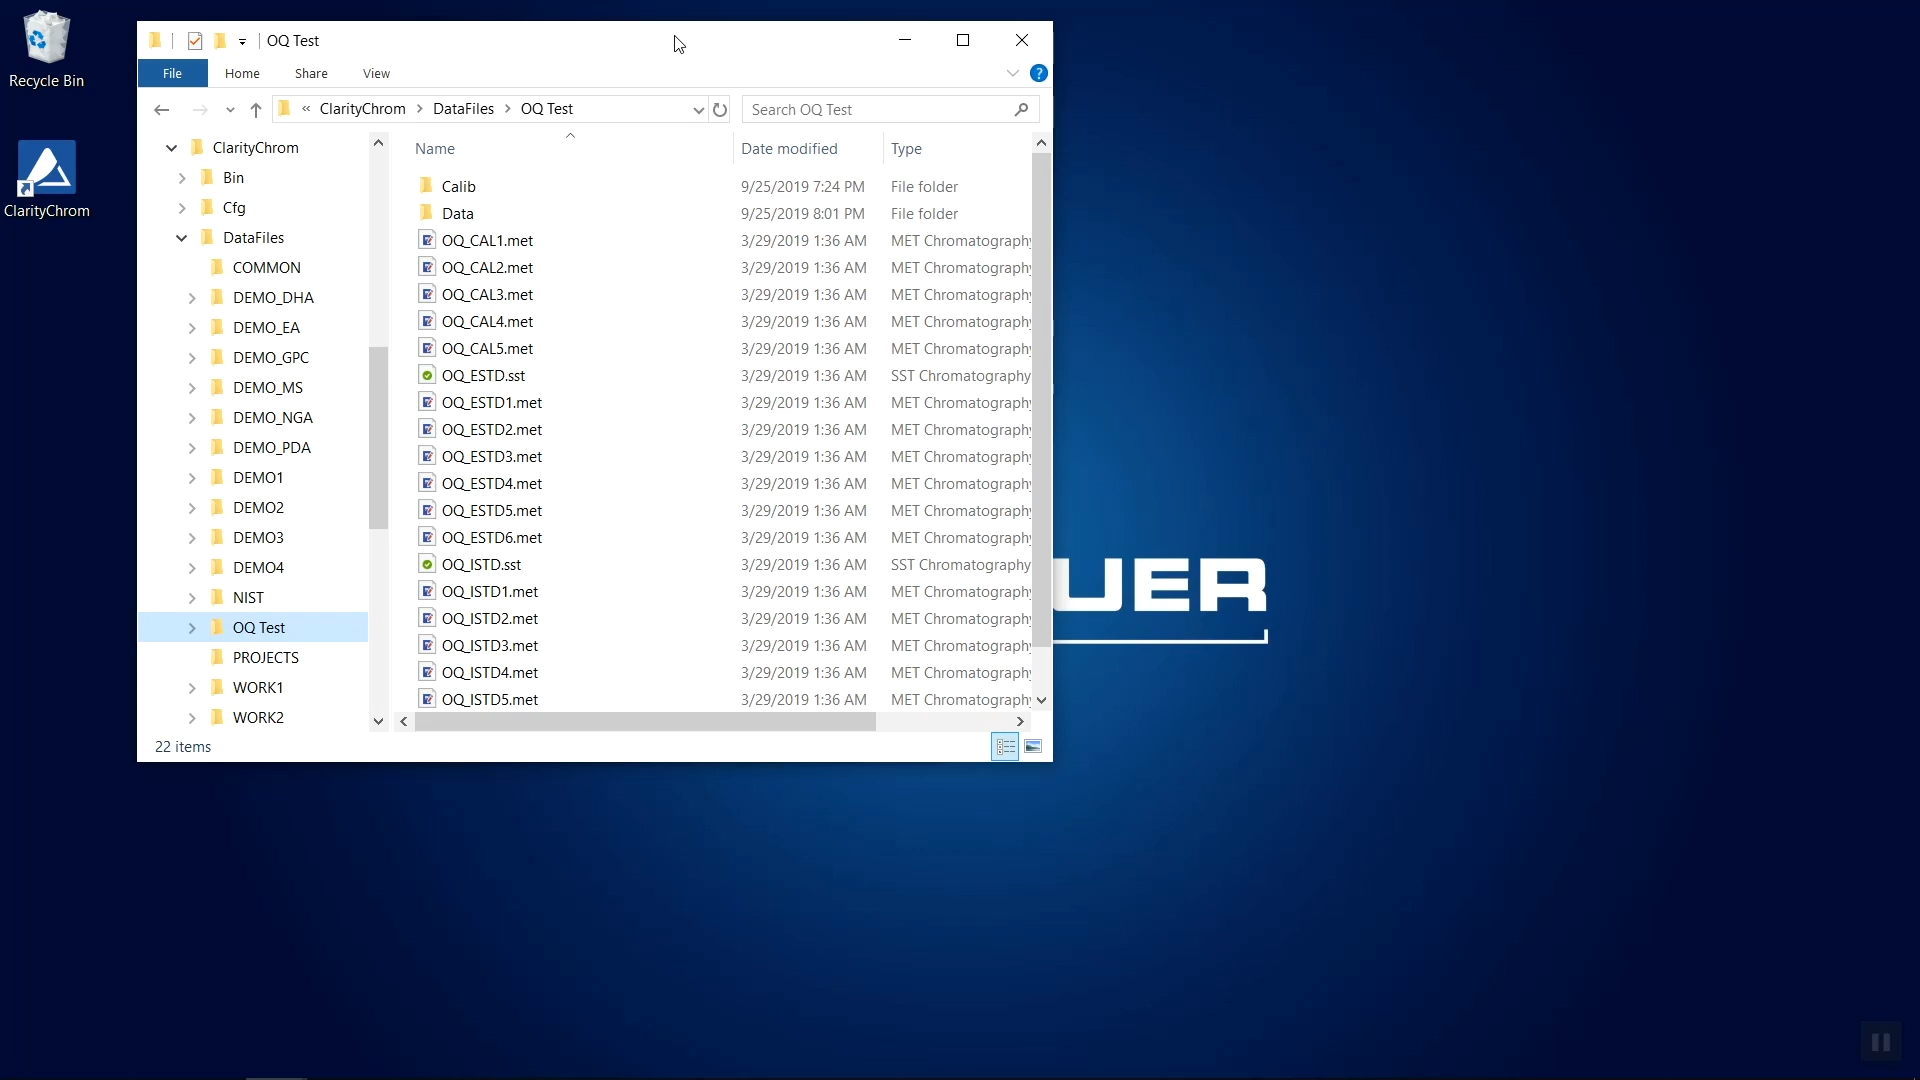 Recycle Bin
ClarityChrom
OQ Test
File Home Share View
« ClarityChrom > DataFiles > OQ Test
Search OQ Test
ClarityChrom
Bin
Cfg
DataFiles
COMMON
DEMO_DHA
DEMO_EA
DEMO_GPC
DEMO_MS
DEMO_NGA
DEMO_PDA
DEMO1
DEMO2
DEMO3
DEMO4
NIST
OQ Test
PROJECTS
WORK1
WORK2
Name Date modified Type
Calib 9/25/2019 7:24 PM File folder
Data 9/25/2019 8:01 PM File folder
OQ_CAL1.met 3/29/2019 1:36 AM MET Chromatography
OQ_CAL2.met 3/29/2019 1:36 AM MET Chromatography
OQ_CAL3.met 3/29/2019 1:36 AM MET Chromatography
OQ_CAL4.met 3/29/2019 1:36 AM MET Chromatography
OQ_CAL5.met 3/29/2019 1:36 AM MET Chromatography
OQ_ESTD.sst 3/29/2019 1:36 AM SST Chromatography
OQ_ESTD1.met 3/29/2019 1:36 AM MET Chromatography
OQ_ESTD2.met 3/29/2019 1:36 AM MET Chromatography
OQ_ESTD3.met 3/29/2019 1:36 AM MET Chromatography
OQ_ESTD4.met 3/29/2019 1:36 AM MET Chromatography
OQ_ESTD5.met 3/29/2019 1:36 AM MET Chromatography
OQ_ESTD6.met 3/29/2019 1:36 AM MET Chromatography
OQ_ISTD.sst 3/29/2019 1:36 AM SST Chromatography
OQ_ISTD1.met 3/29/2019 1:36 AM MET Chromatography
OQ_ISTD2.met 3/29/2019 1:36 AM MET Chromatography
OQ_ISTD3.met 3/29/2019 1:36 AM MET Chromatography
OQ_ISTD4.met 3/29/2019 1:36 AM MET Chromatography
OQ_ISTD5.met 3/29/2019 1:36 AM MET Chromatography
22 items
UER